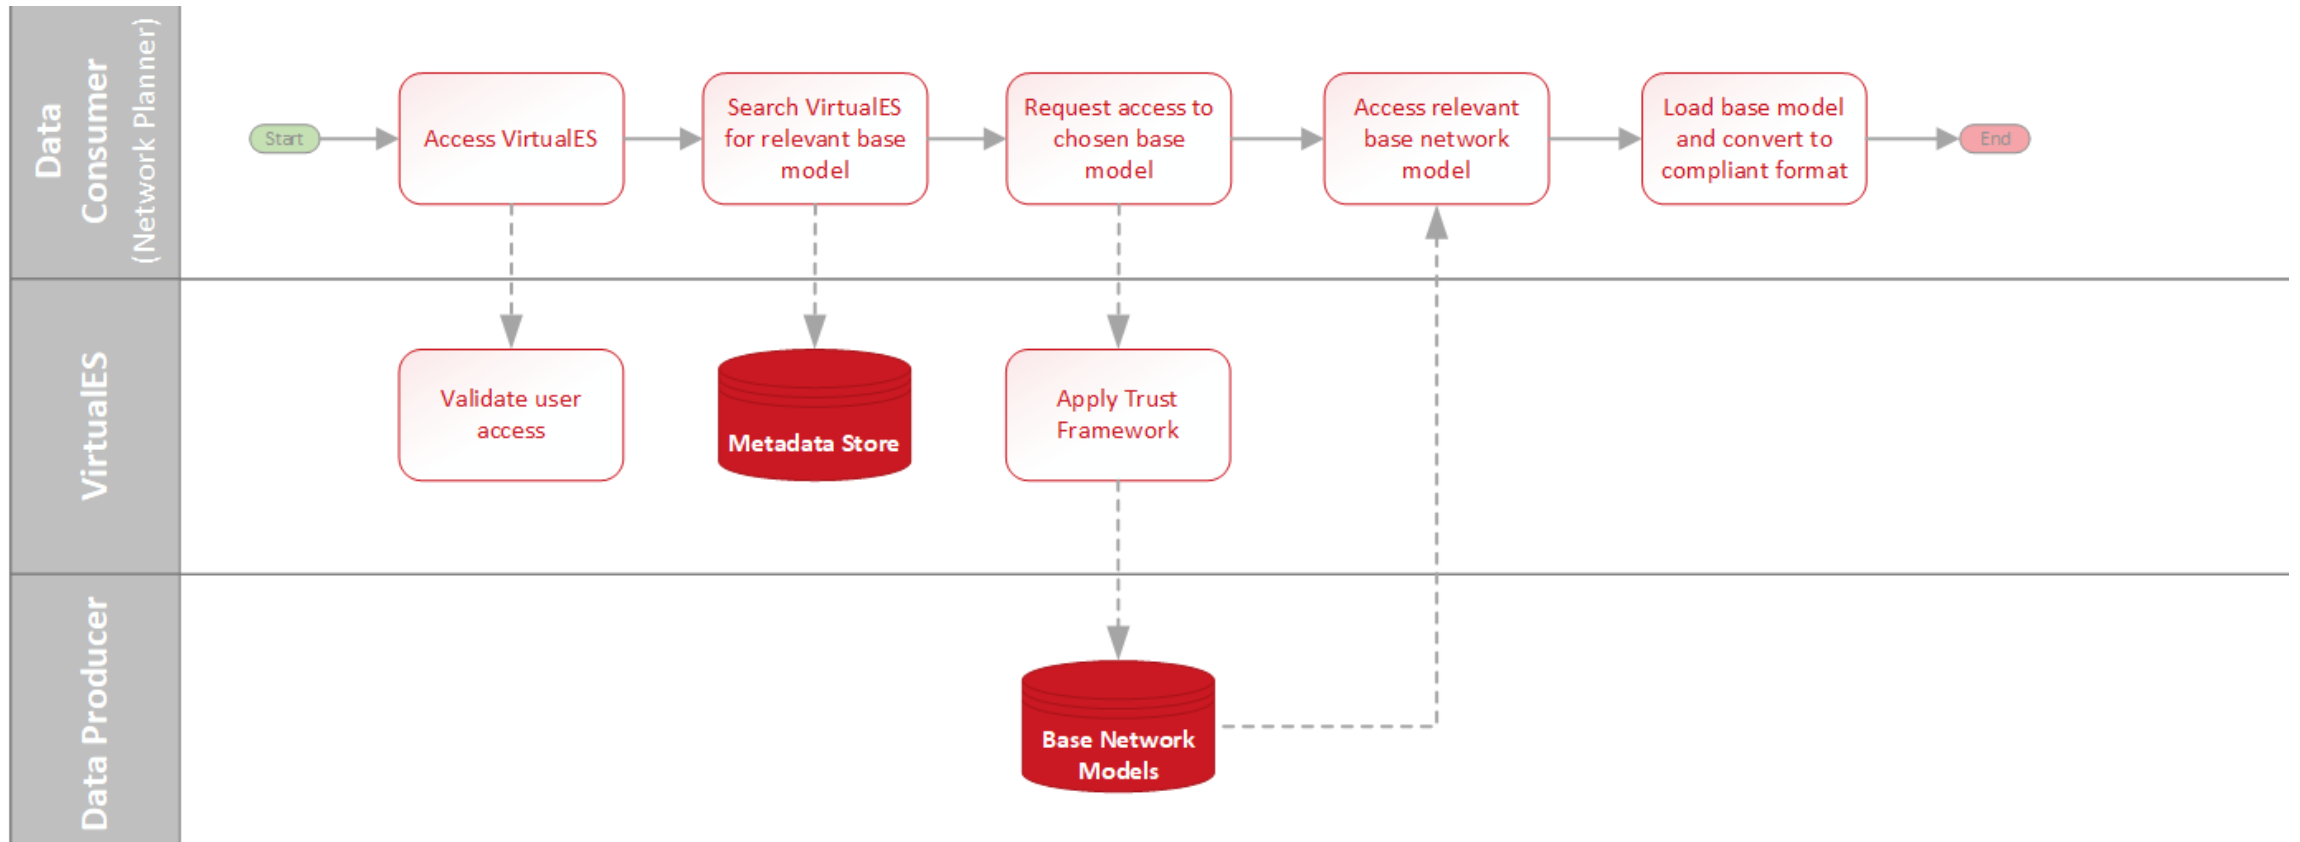 Data
Consumer
(Network Planner)
Start
Access VirtualES
Search VirtualES
for relevant base
model
Request access to
chosen base
model
Access relevant
base network
model
Load base model
and convert to
compliant format
End
VirtualES
Validate user
access
Metadata Store
Apply Trust
Framework
Data Producer
Base Network
Models